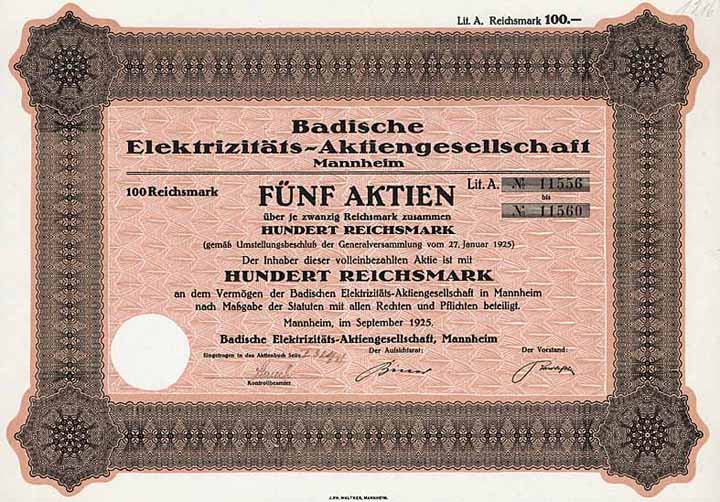 Lit. A. Reichsmark 100.—
Badische
Elektrizitäts-Aktiengesellschaft
Mannheim
100 Reichsmark
FÜNF AKTIEN
Lit. A. № 11556
bis
№ 11560
über je zwanzig Reichsmark zusammen
HUNDERT REICHSMARK
(gemäß Umstellungsbeschluß der Generalversammlung vom 27. Januar 1925)
Der Inhaber dieser volleinbezahlten Aktie ist mit
HUNDERT REICHSMARK
an dem Vermögen der Badischen Elektrizitäts-Aktiengesellschaft in Mannheim
nach Maßgabe der Statuten mit allen Rechten und Pflichten beteiligt.
Mannheim, im September 1925.
Badische Elektrizitäts-Aktiengesellschaft, Mannheim
Eingetragen in das Aktienbuch Seite
Der Aufsichtsrat:
Der Vorstand:
Kontrollbeamter
J. PH. WALTHER, MANNHEIM.